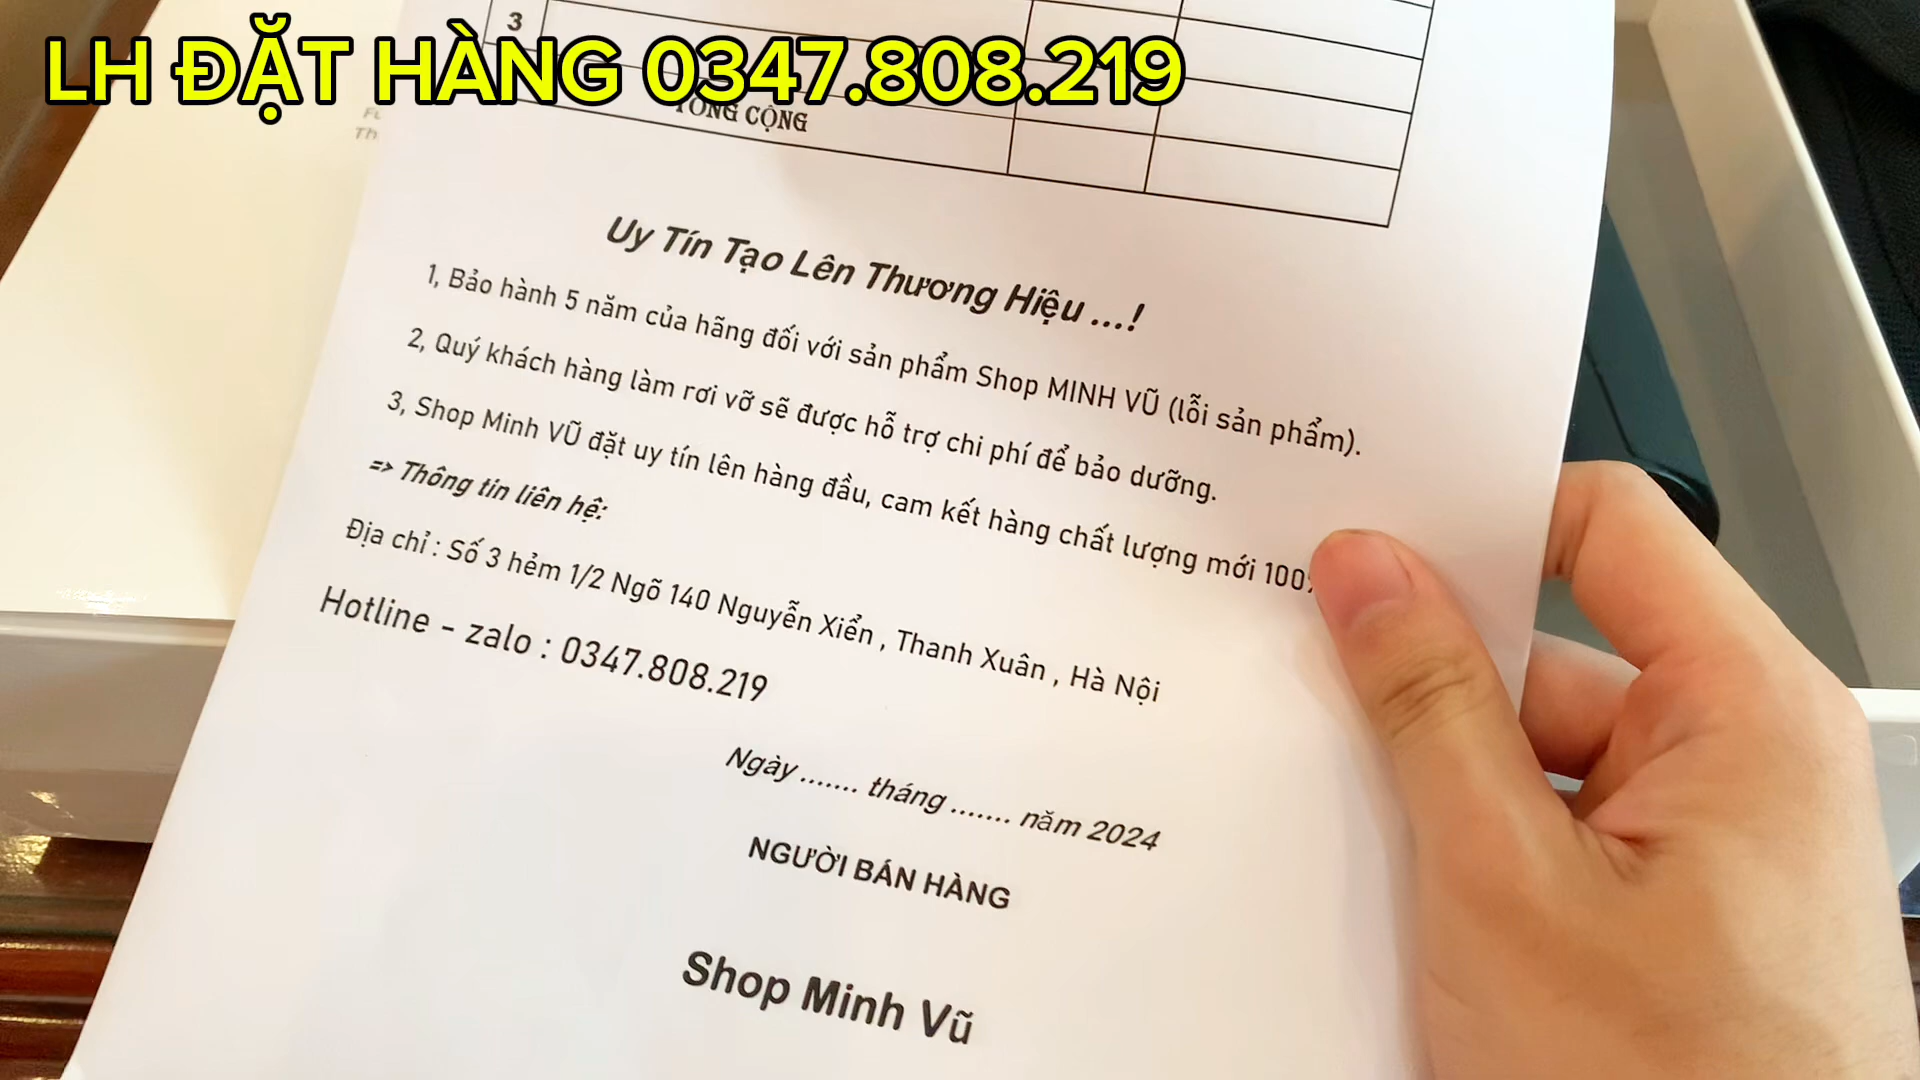 3
LH ĐẶT HÀNG 0347.808.219
TỔNG CỘNG
Uy Tín Tạo Lên Thương Hiệu ...!
1, Bảo hành 5 năm của hãng đối với sản phẩm Shop MINH VŨ (lỗi sản phẩm).
2, Quý khách hàng làm rơi vỡ sẽ được hỗ trợ chi phí để bảo dưỡng.
3, Shop Minh VŨ đặt uy tín lên hàng đầu, cam kết hàng chất lượng mới 100%
=> Thông tin liên hệ:
Địa chỉ : Số 3 hẻm 1/2 Ngõ 140 Nguyễn Xiển , Thanh Xuân , Hà Nội
Hotline - zalo : 0347.808.219
Ngày ....... tháng ....... năm 2024
NGƯỜI BÁN HÀNG
Shop Minh Vũ